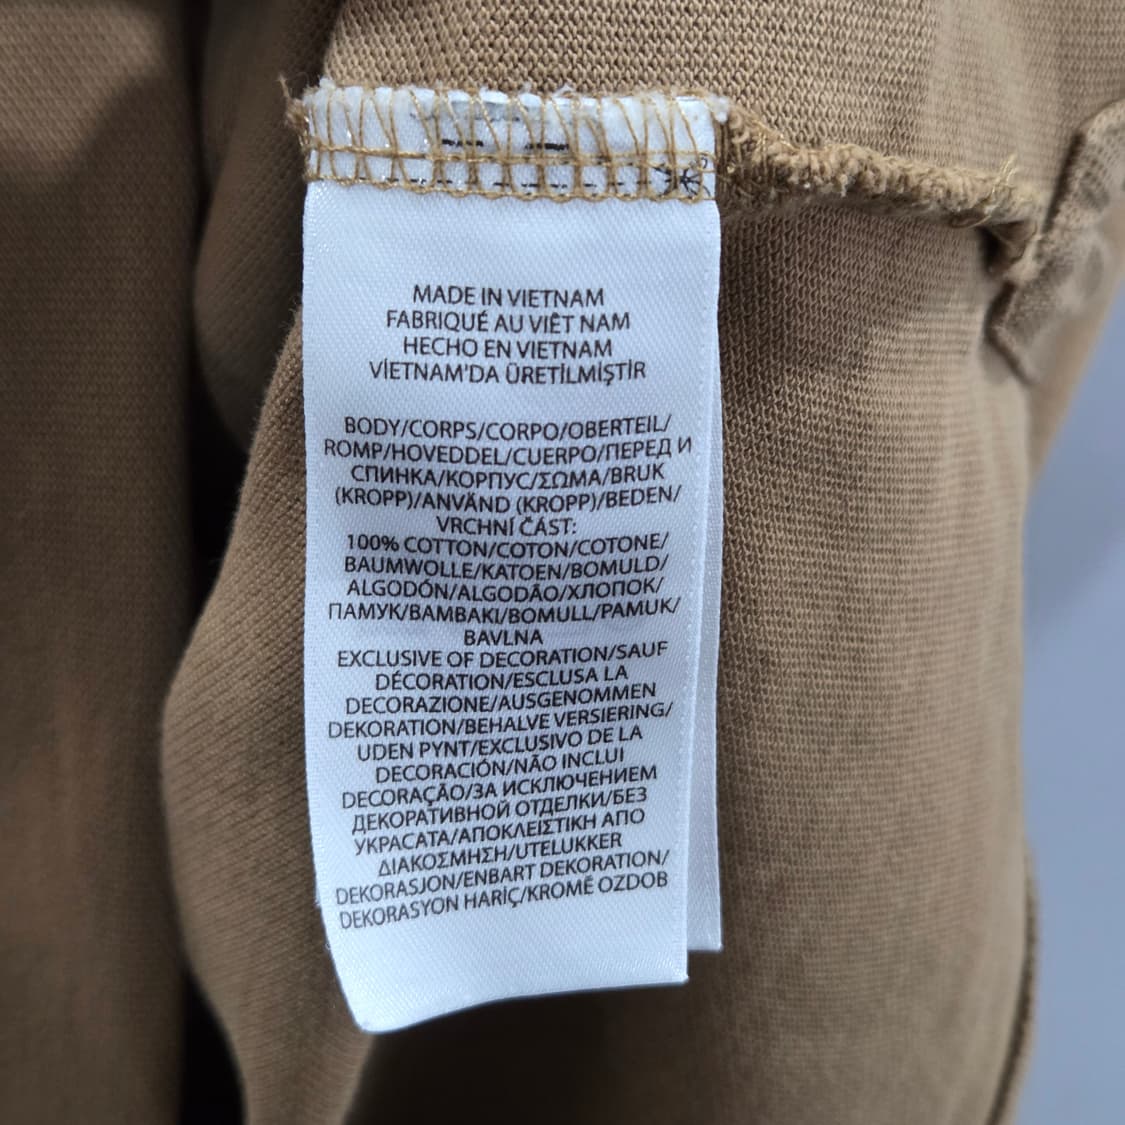 MADE IN VIETNAM
FABRIQUÉ AU VIÊT NAM
HECHO EN VIETNAM
VİETNAM'DA ÜRETİLMİŞTİR
BODY/CORPS/CORPO/OBERTEIL/
ROMP/HOVEDDEL/CUERPO/ПЕРЕД И
СПИНКА/КОРПУС/ΣΩΜΑ/BRUK
(KROPP)/ANVÄND (KROPP)/BEDEN/
VRCHNÍ ČÁST:
100% COTTON/COTON/COTONE/
BAUMWOLLE/KATOEN/BOMULD/
ALGODÓN/ALGODÃO/ХЛОПОК/
ПАМУК/ΒΑΜΒΑΚΙ/BOMULL/PAMUK/
BAVLNA
EXCLUSIVE OF DECORATION/SAUF
DÉCORATION/ESCLUSA LA
DECORAZIONE/AUSGENOMMEN
DEKORATION/BEHALVE VERSIERING/
UDEN PYNT/EXCLUSIVO DE LA
DECORACIÓN/NÃO INCLUI
DECORAÇÃO/ЗА ИСКЛЮЧЕНИЕМ
ДЕКОРАТИВНОЙ ОТДЕЛКИ/БЕЗ
УКРАСАТА/ΑΠΟΚΛΕΙΣΤΙΚΗ ΑΠΟ
ΔΙΑΚΟΣΜΗΣΗ/UTELUKKER
DEKORASJON/ENBART DEKORATION/
DEKORASYON HARİÇ/KROMĚ OZDOB